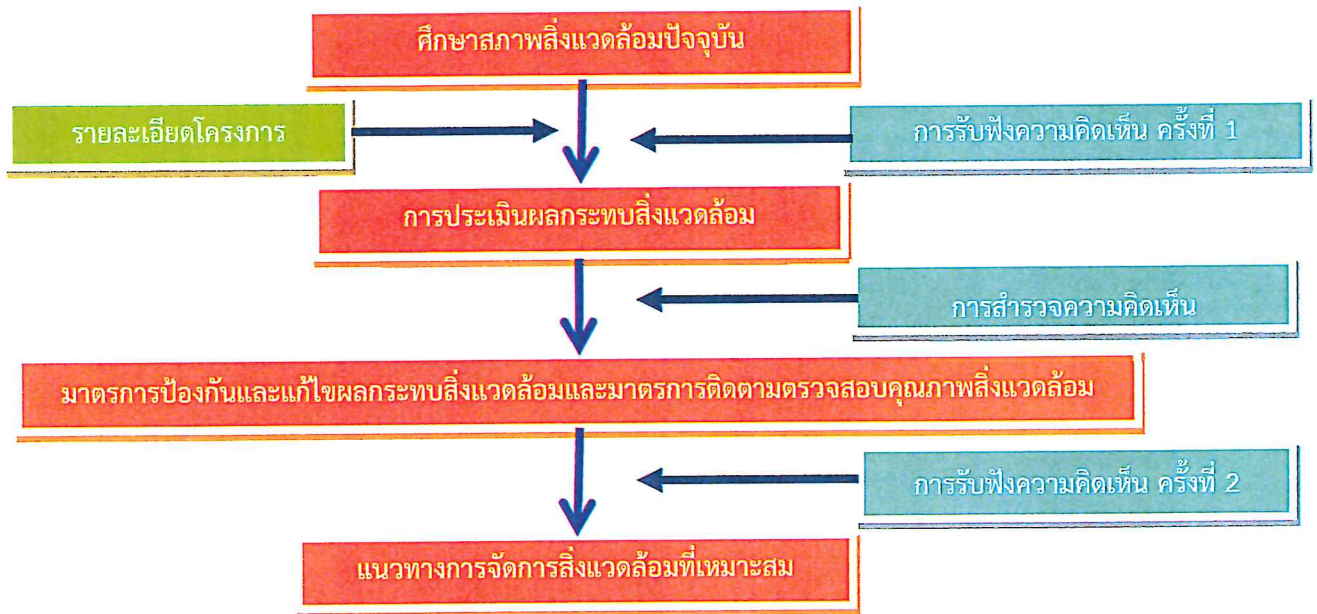 ศึกษาสภาพสิ่งแวดล้อมปัจจุบัน
รายละเอียดโครงการ
การรับฟังความคิดเห็น ครั้งที่ 1
การประเมินผลกระทบสิ่งแวดล้อม
การสำรวจความคิดเห็น
มาตรการป้องกันและแก้ไขผลกระทบสิ่งแวดล้อมและมาตรการติดตามตรวจสอบคุณภาพสิ่งแวดล้อม
การรับฟังความคิดเห็น ครั้งที่ 2
แนวทางการจัดการสิ่งแวดล้อมที่เหมาะสม